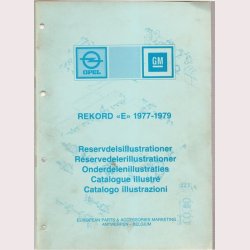 OPEL
GM
REKORD «E» 1977-1979
Reservdelsillustrationer
Reservedelerillustrationer
Onderdelenillustraties
Catalogue illustré
Catalogo illustrazioni
EUROPEAN PARTS & ACCESSORIES MARKETING
ANTWERPEN - BELGIUM